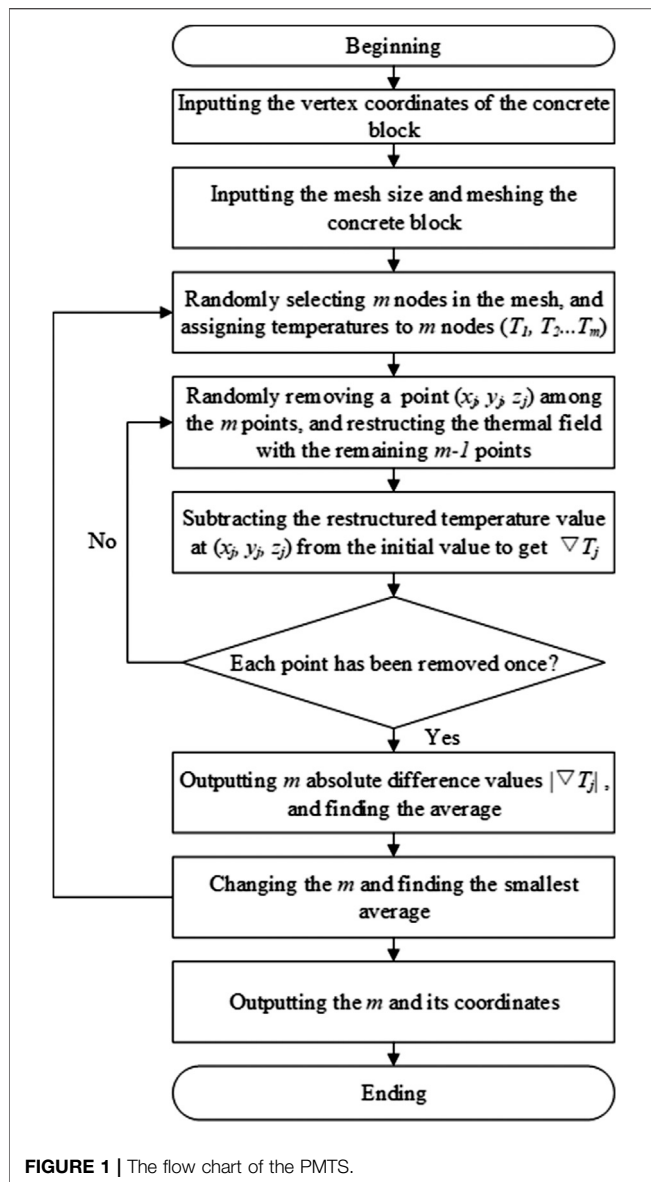 Beginning
Inputting the vertex coordinates of the concrete
block
Inputting the mesh size and meshing the
concrete block
Randomly selecting m nodes in the mesh, and
assigning temperatures to m nodes (T1, T2...Tm)
Randomly removing a point (xj, yj, zj) among
the m points, and restructing the thermal field
with the remaining m-1 points
Subtracting the restructured temperature value
at (xj, yj, zj) from the initial value to get ▽Tj
No
Each point has been removed once?
Yes
Outputting m absolute difference values |▽Tj| ,
and finding the average
Changing the m and finding the smallest
average
Outputting the m and its coordinates
Ending
FIGURE 1 | The flow chart of the PMTS.